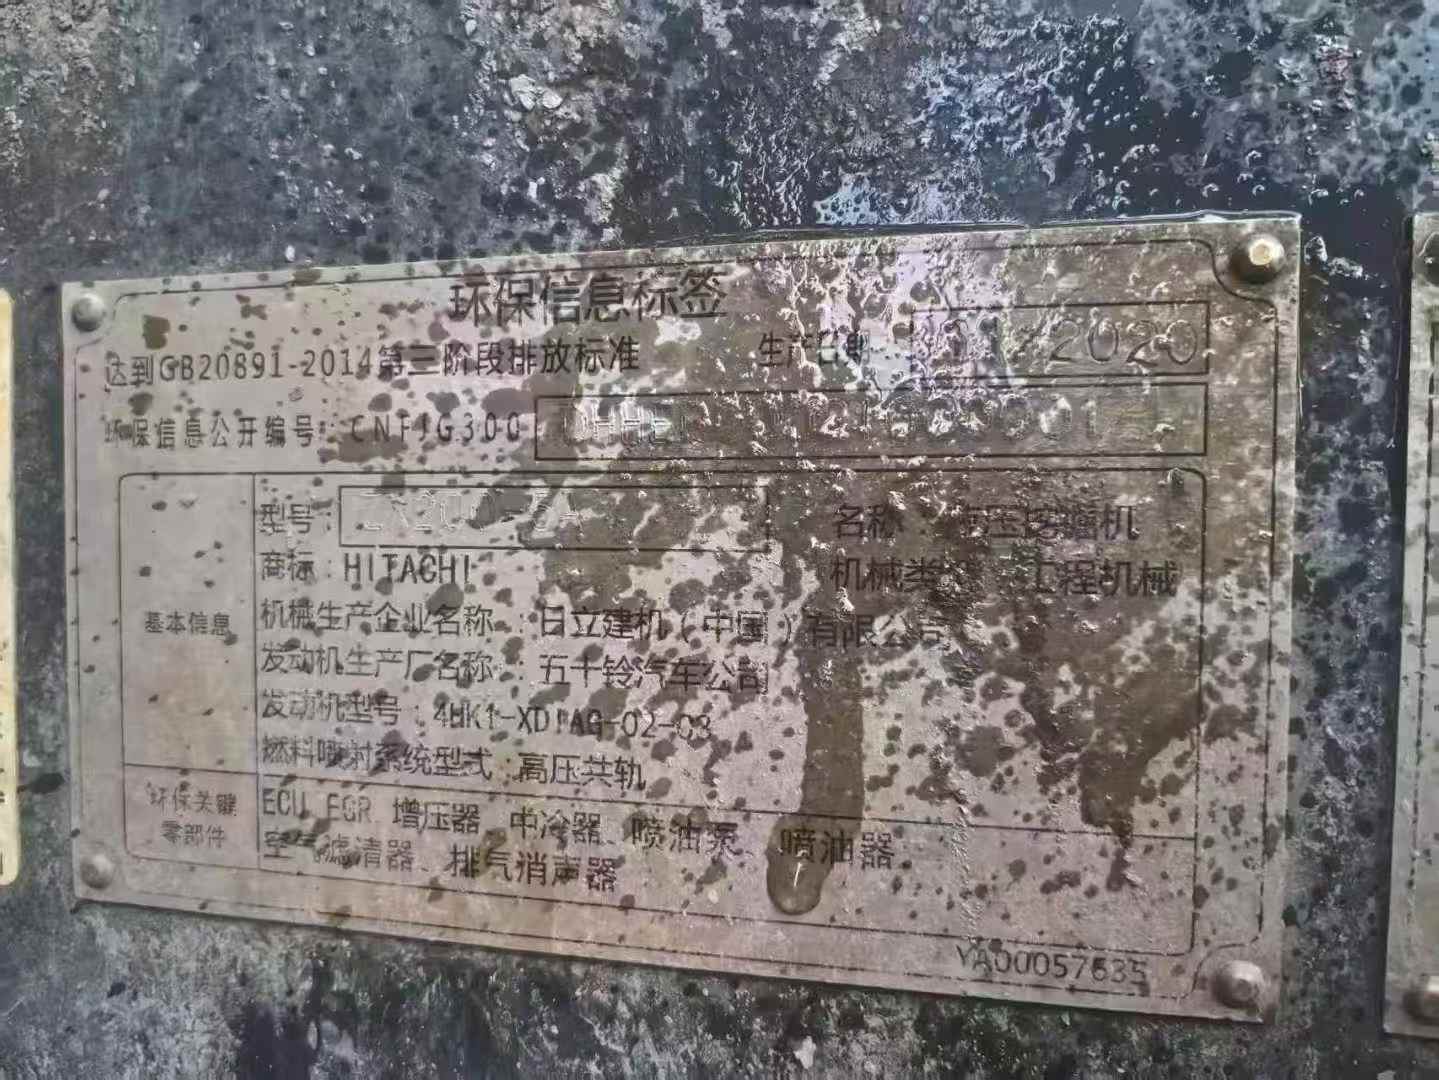 环保信息标签
达到GB20891-2014第三阶段排放标准 生产日期 2020
环保信息公开编号: CNFJG300
型号: 名称 液压挖掘机
商标: HITACHI 机械类 工程机械
基本信息
机械生产企业名称: 日立建机(中国)有限公司
发动机生产厂名称: 五十铃汽车公司
发动机型号: 4HK1-XDIAG-02-03
燃料喷射系统型式: 高压共轨
环保关键零部件
ECU、EGR、增压器、中冷器、喷油泵、喷油器、
空气滤清器、排气消声器
YA00057635